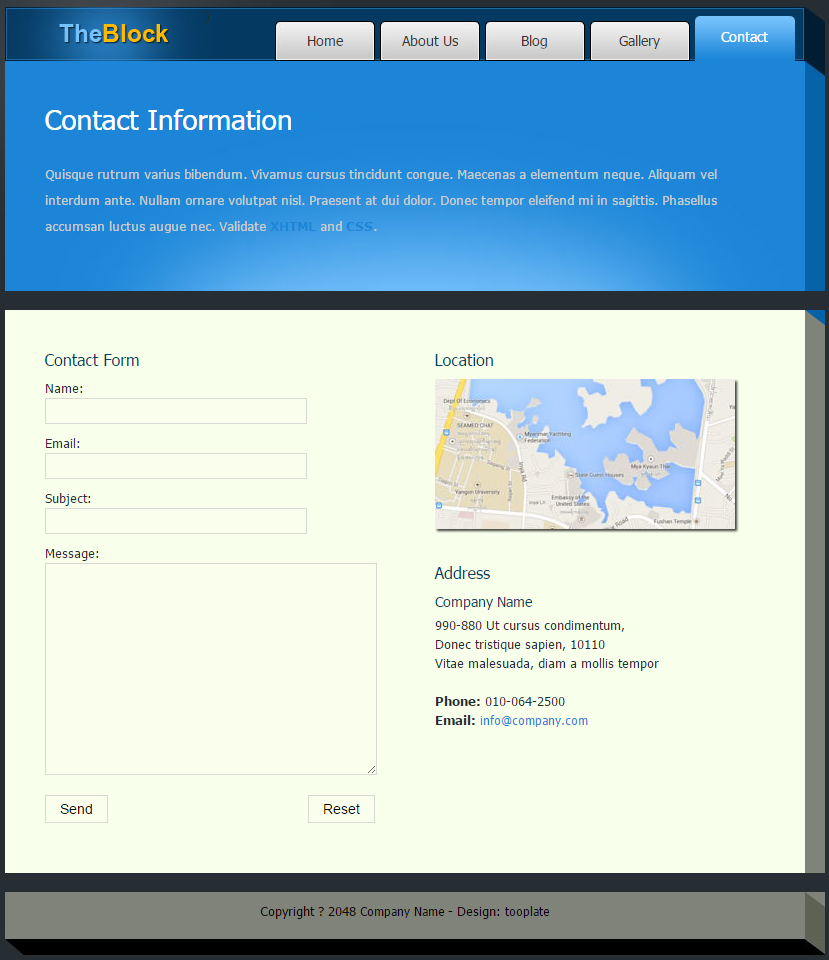 TheBlock
Home
About Us
Blog
Gallery
Contact
Contact Information
Quisque rutrum varius bibendum. Vivamus cursus tincidunt congue. Maecenas a elementum neque. Aliquam vel
interdum ante. Nullam ornare volutpat nisl. Praesent at dui dolor. Donec tempor eleifend mi in sagittis. Phasellus
accumsan luctus augue nec. Validate XHTML and CSS.
Contact Form
Name:
Email:
Subject:
Message:
Send
Reset
Location
Dept Of Economics
SEAMEO CHAT
Myanmar Yachting
Federation
Inya Rd
Mya Kyaun Thar
State Guest Houses
Yangon University
Inya Ln
Embassy of the
United States
Fushan Temple
Address
Company Name
990-880 Ut cursus condimentum,
Donec tristique sapien, 10110
Vitae malesuada, diam a mollis tempor
Phone: 010-064-2500
Email: info@company.com
Copyright ? 2048 Company Name - Design: tooplate